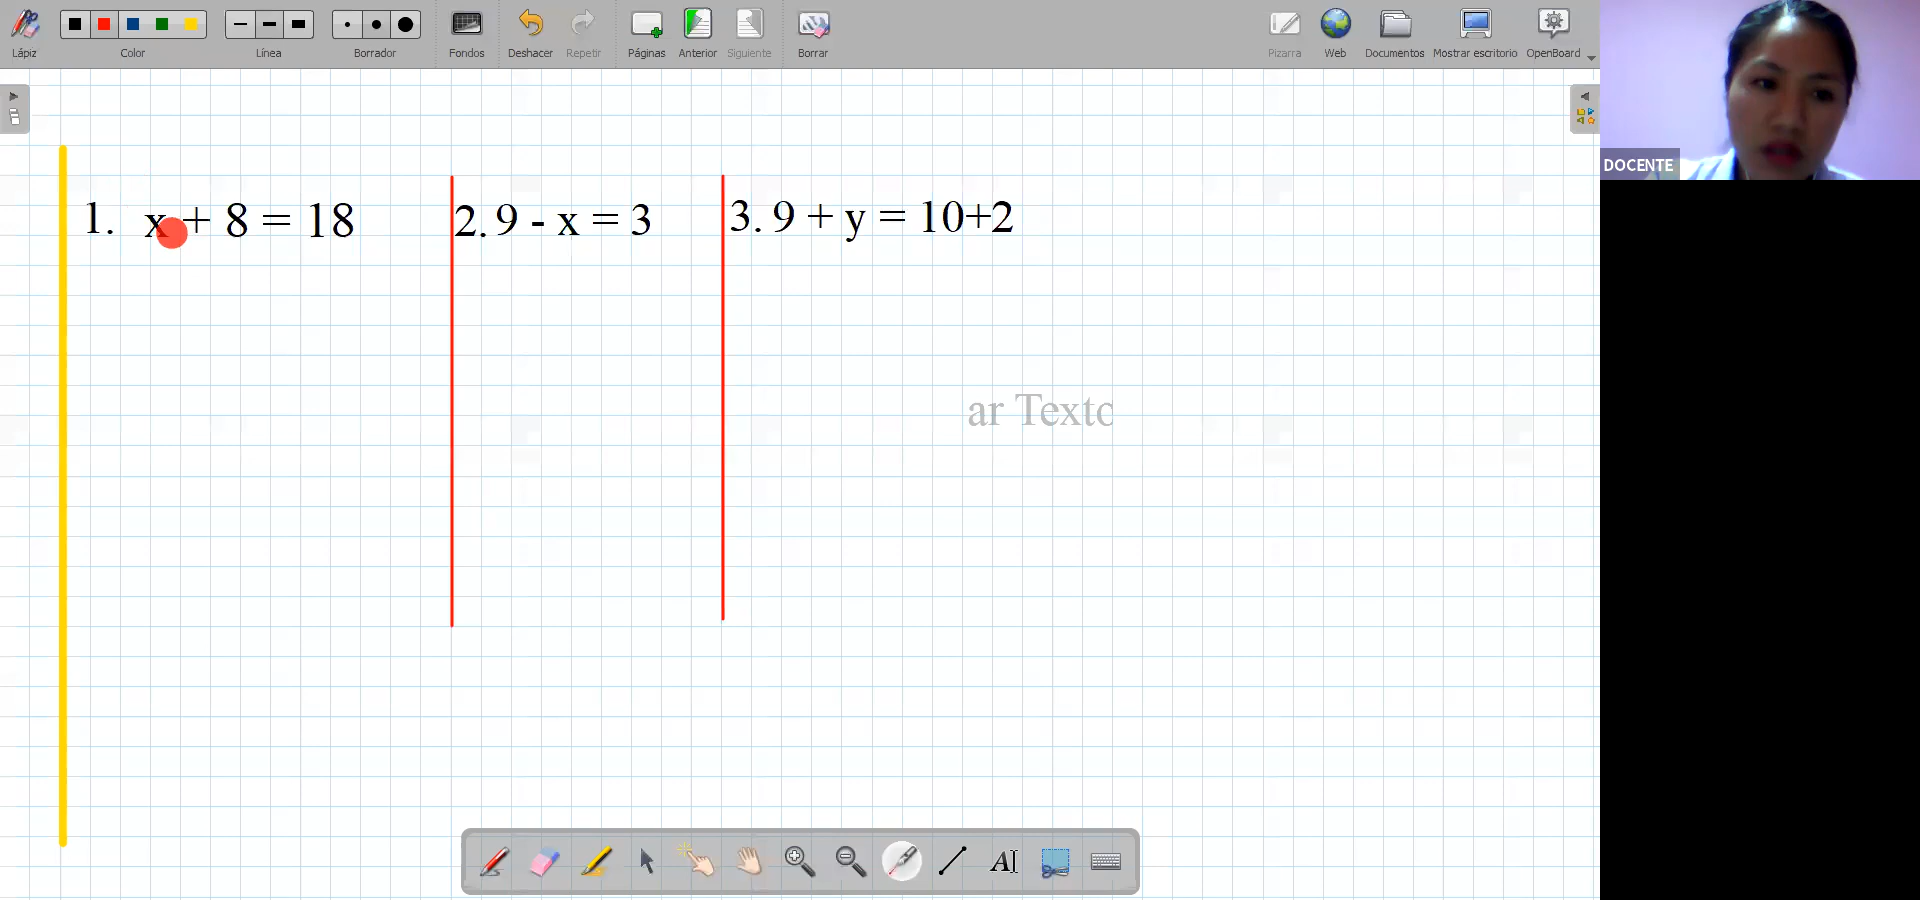 Lápiz Color Línea Borrador Fondos Deshacer Repetir Páginas Anterior Siguiente Borrar Pizarra Web Documentos Mostrar escritorio OpenBoard
DOCENTE
1. x + 8 = 18
2. 9 - x = 3
3. 9 + y = 10+2
ar Texto